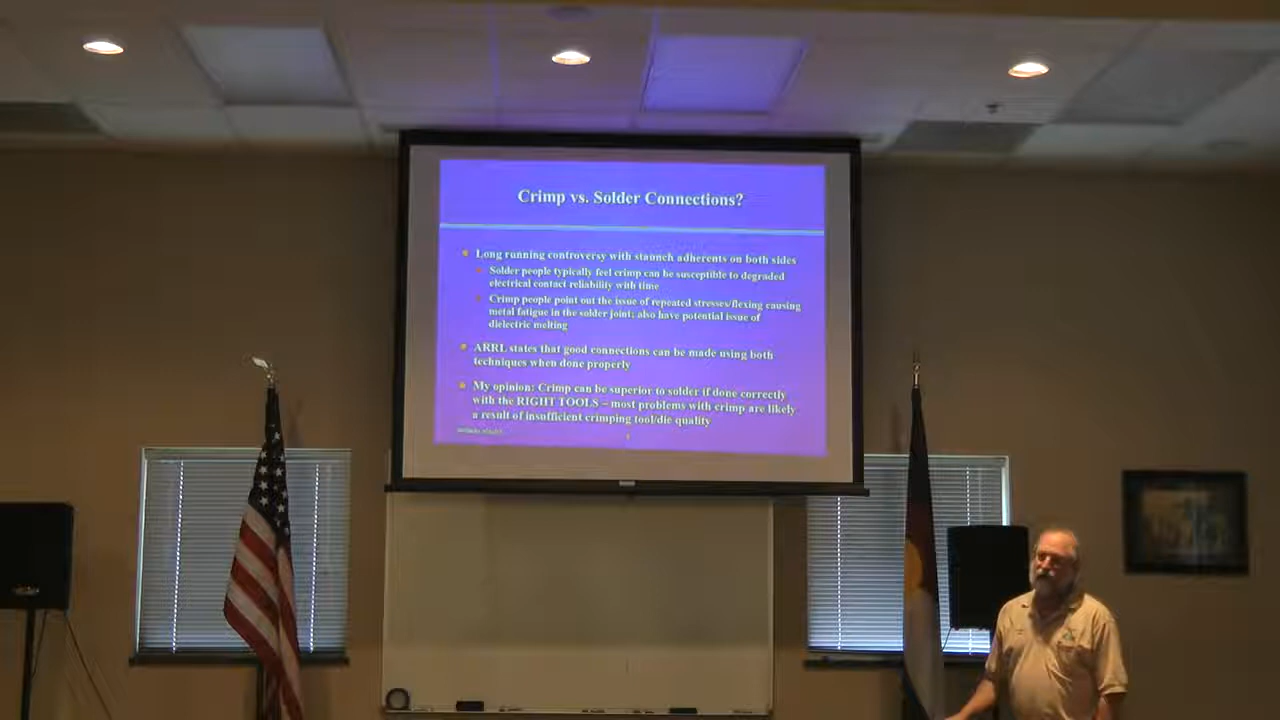 Crimp vs. Solder Connections?
Long running controversy with staunch adherents on both sides
Solder people typically feel crimp can be susceptible to degraded
electrical contact reliability with time
Crimp people point out the issue of repeated stresses/flexing causing
metal fatigue in the solder joint; also have potential issue of
dielectric melting
ARRL states that good connections can be made using both
techniques when done properly
My opinion: Crimp can be superior to solder if done correctly
with the RIGHT TOOLS – most problems with crimp are likely
a result of insufficient crimping tool/die quality